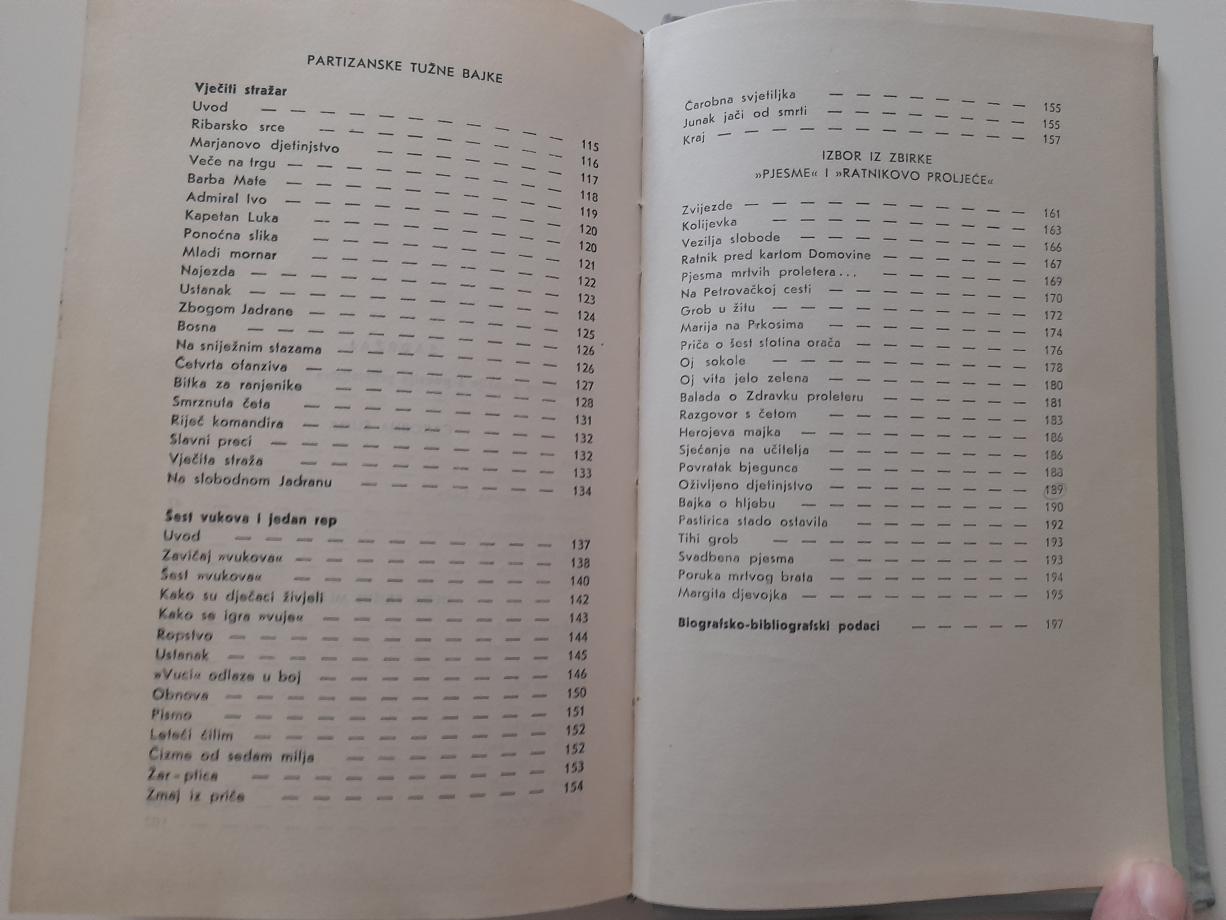 PARTIZANSKE TUŽNE BAJKE
Vječiti stražar
Uvod — — — — — — — — — — 115
Ribarsko srce — — — — — — — — 116
Marjanovo djetinjstvo — — — — — — 117
Veče na trgu — — — — — — — — — 118
Barba Mate — — — — — — — — — 119
Admiral Ivo — — — — — — — — — 120
Kapetan Luka — — — — — — — — 120
Ponoćna slika — — — — — — — — 121
Mladi mornar — — — — — — — — 122
Najezda — — — — — — — — — — 123
Ustanak — — — — — — — — — — 124
Zbogom Jadrane — — — — — — — — 125
Bosna — — — — — — — — — — 126
Na sniježnim stazama — — — — — — — 126
Četvrta ofanziva — — — — — — — — 127
Bitka za ranjenike — — — — — — — 128
Smrznuta četa — — — — — — — — 131
Riječ komandira — — — — — — — — 132
Slavni preci — — — — — — — — — 132
Vječita straža — — — — — — — — 133
Na slobodnom Jadranu — — — — — — 134
Šest vukova i jedan rep
Uvod — — — — — — — — — — 137
Zavičaj »vukova« — — — — — — — — 138
Šest »vukova« — — — — — — — — 140
Kako su dječaci živjeli — — — — — — 142
Kako se igra »vuje« — — — — — — — 143
Ropstvo — — — — — — — — — — 144
Ustanak — — — — — — — — — — 145
»Vuci« odlaze u boj — — — — — — — 146
Obnova — — — — — — — — — — 150
Pismo — — — — — — — — — — 151
Leteći ćilim — — — — — — — — — 152
Čizme od sedam milja — — — — — — 152
Žar-ptica — — — — — — — — — 153
Zmaj iz priče — — — — — — — — 154
Čarobna svjetiljka — — — — — — — 155
Junak jači od smrti — — — — — — — 155
Kraj — — — — — — — — — — 157
IZBOR IZ ZBIRKE
»PJESME« I »RATNIKOVO PROLJEĆE«
Zvijezde — — — — — — — — — — 161
Kolijevka — — — — — — — — — 163
Vezilja slobode — — — — — — — — 166
Ratnik pred kartom Domovine — — — — — 167
Pjesma mrtvih proletera... — — — — — — 169
Na Petrovačkoj cesti — — — — — — — 170
Grob u žitu — — — — — — — — — 172
Marija na Prkosima — — — — — — — 174
Priča o šest stotina orača — — — — — — 176
Oj sokole — — — — — — — — — 178
Oj vita jelo zelena — — — — — — — 180
Balada o Zdravku proleteru — — — — — 181
Razgovor s četom — — — — — — — 183
Herojeva majka — — — — — — — — 186
Sjećanje na učitelja — — — — — — — 186
Povratak bjegunca — — — — — — — 188
Oživljeno djetinjstvo — — — — — — — 189
Bajka o hljebu — — — — — — — — 190
Pastirica stado ostavila — — — — — — 192
Tihi grob — — — — — — — — — 193
Svadbena pjesma — — — — — — — 193
Poruka mrtvog brata — — — — — — — 194
Margita djevojka — — — — — — — — 195
Biografsko-bibliografski podaci — — — — — 197